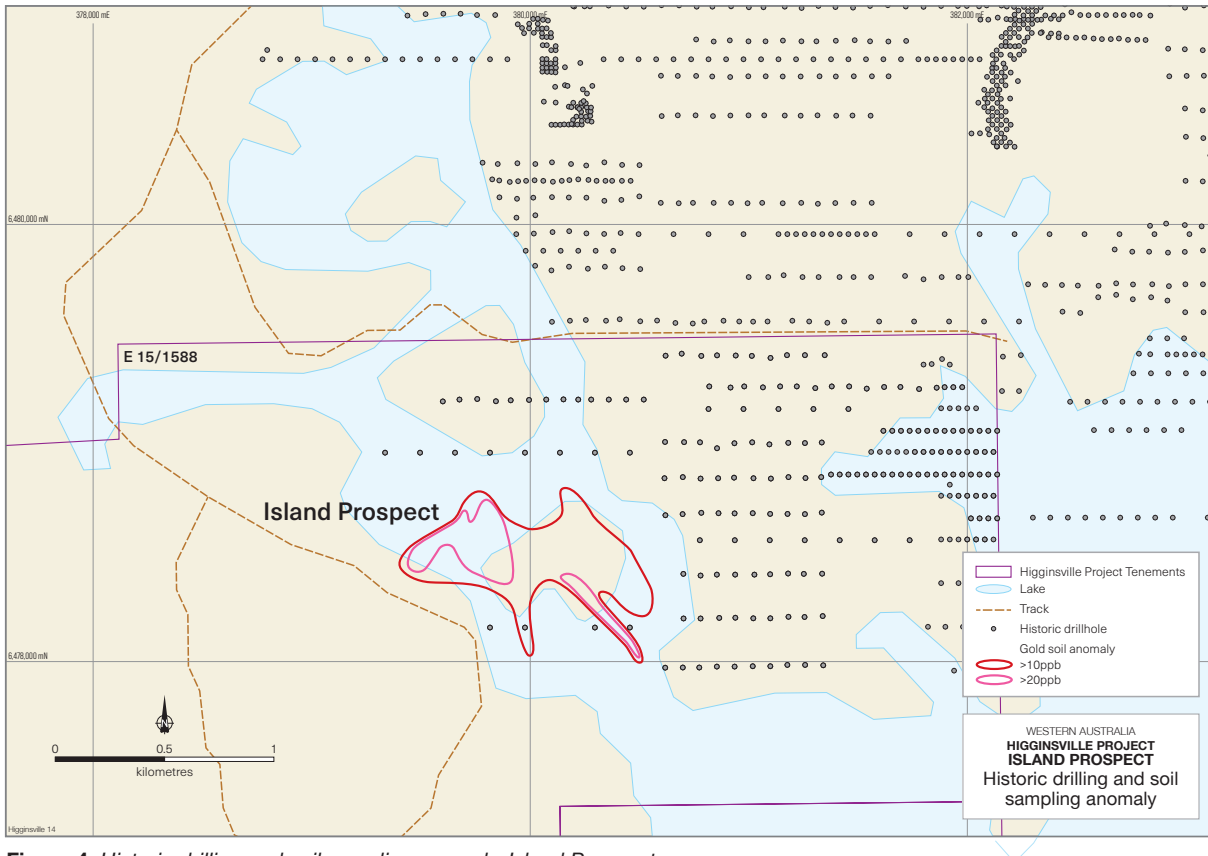 378,000 mE
380,000 mE
382,000 mE
6,480,000 mN
E 15/1588
Island Prospect
6,478,000 mN
N
0 0.5 1
kilometres
Higginsville 14
Higginsville Project Tenements
Lake
Track
Historic drillhole
Gold soil anomaly
>10ppb
>20ppb
WESTERN AUSTRALIA
HIGGINSVILLE PROJECT
ISLAND PROSPECT
Historic drilling and soil
sampling anomaly